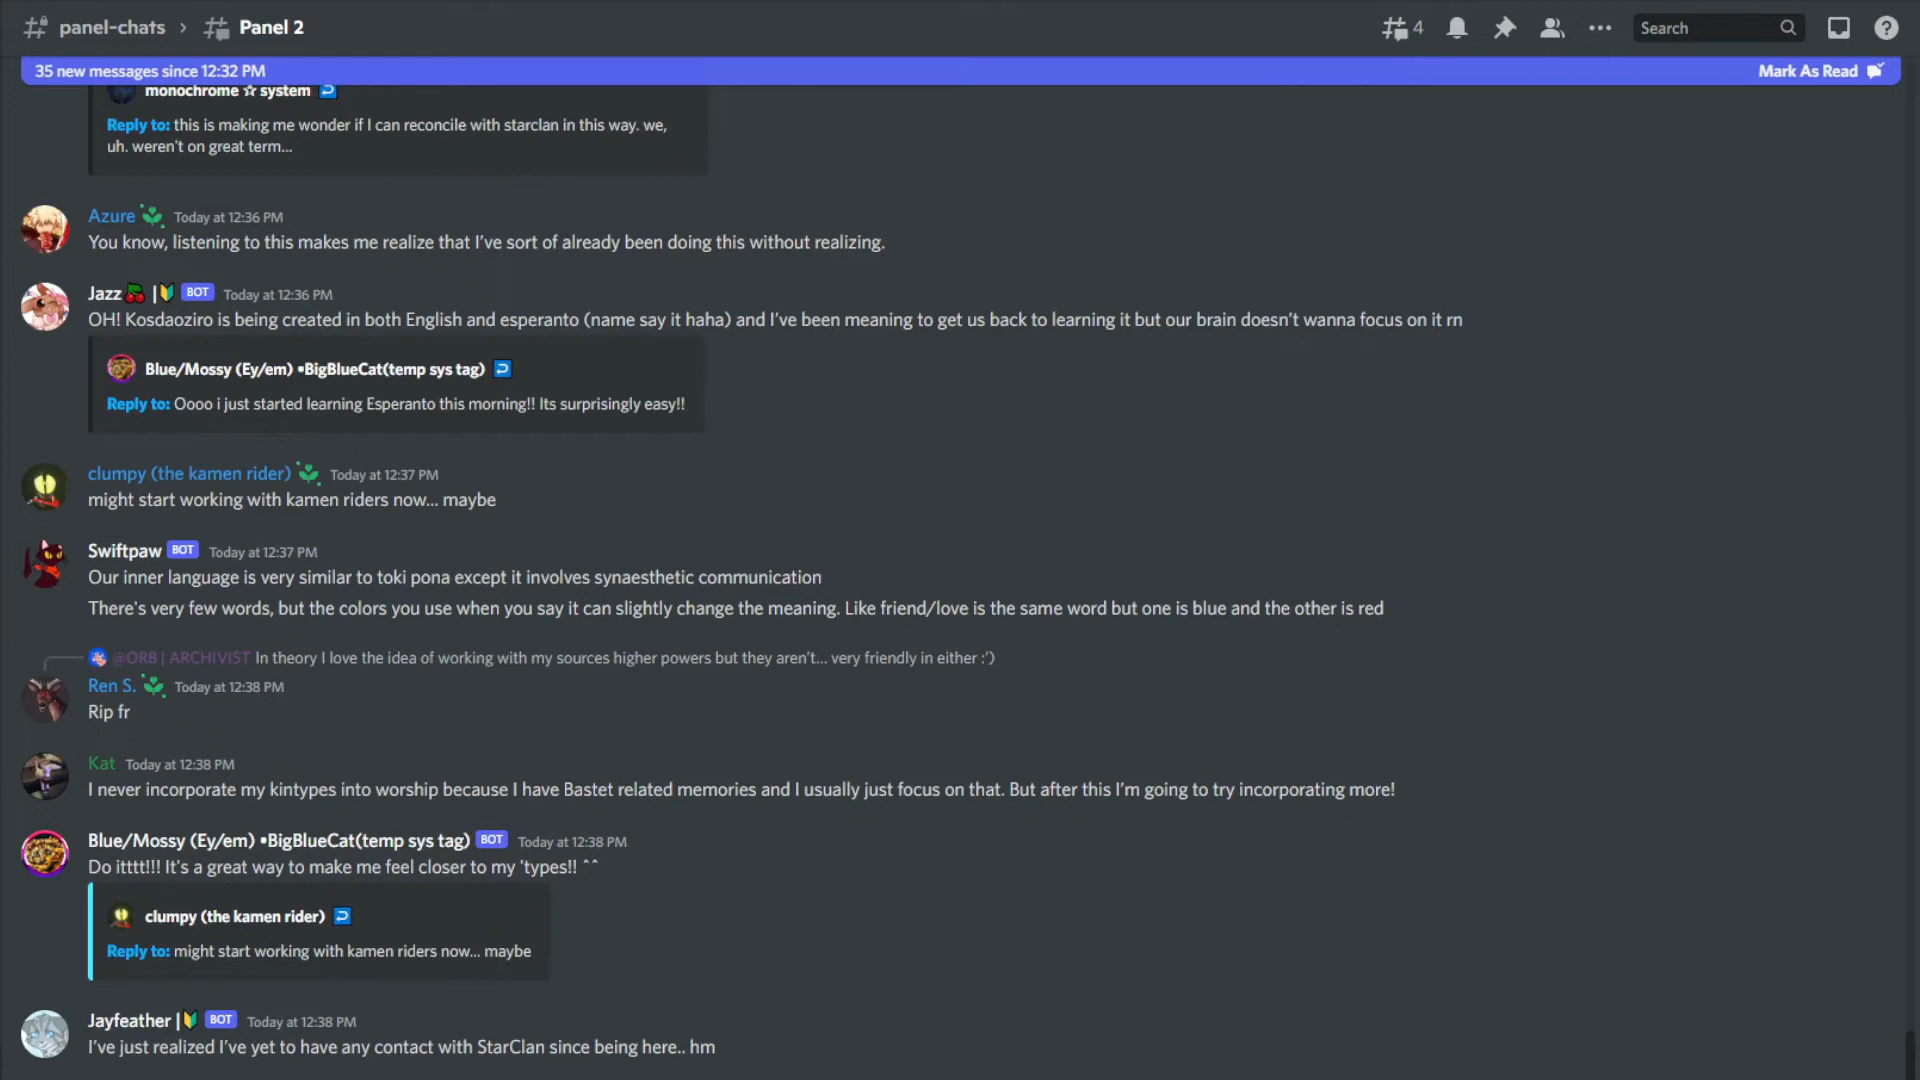 panel-chats › Panel 2
4
Search
35 new messages since 12:32 PM
Mark As Read
monochrome ☆ system
Reply to: this is making me wonder if I can reconcile with starclan in this way. we,
uh. weren't on great term...
Azure Today at 12:36 PM
You know, listening to this makes me realize that I've sort of already been doing this without realizing.
Jazz🍒 |🔰 BOT Today at 12:36 PM
OH! Kosdaoziro is being created in both English and esperanto (name say it haha) and I've been meaning to get us back to learning it but our brain doesn't wanna focus on it rn
Blue/Mossy (Ey/em) •BigBlueCat(temp sys tag)
Reply to: Oooo i just started learning Esperanto this morning!! Its surprisingly easy!!
clumpy (the kamen rider) Today at 12:37 PM
might start working with kamen riders now... maybe
Swiftpaw BOT Today at 12:37 PM
Our inner language is very similar to toki pona except it involves synaesthetic communication
There's very few words, but the colors you use when you say it can slightly change the meaning. Like friend/love is the same word but one is blue and the other is red
@ORB | ARCHIVIST In theory I love the idea of working with my sources higher powers but they aren't... very friendly in either :')
Ren S. Today at 12:38 PM
Rip fr
Kat Today at 12:38 PM
I never incorporate my kintypes into worship because I have Bastet related memories and I usually just focus on that. But after this I'm going to try incorporating more!
Blue/Mossy (Ey/em) •BigBlueCat(temp sys tag) BOT Today at 12:38 PM
Do itttt!!! It's a great way to make me feel closer to my 'types!! ^^
clumpy (the kamen rider)
Reply to: might start working with kamen riders now... maybe
Jayfeather |🔰 BOT Today at 12:38 PM
I've just realized I've yet to have any contact with StarClan since being here.. hm